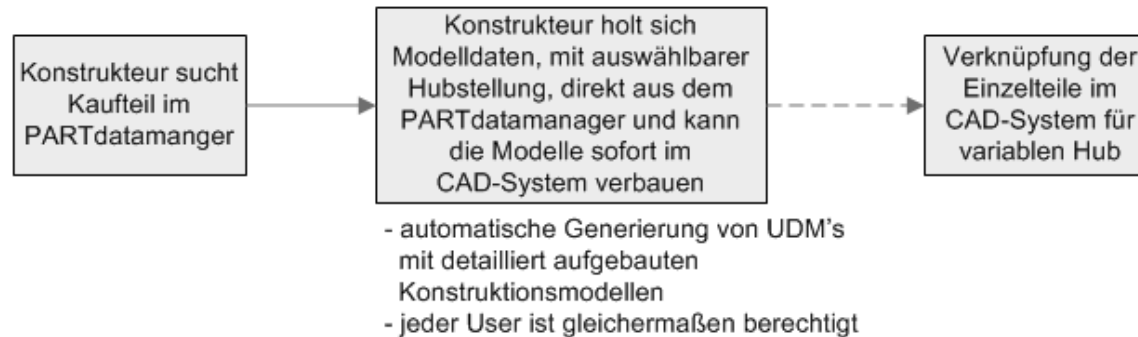 Konstrukteur sucht
Kaufteil im
PARTdatamanger
Konstrukteur holt sich
Modelldaten, mit auswählbarer
Hubstellung, direkt aus dem
PARTdatamanager und kann
die Modelle sofort im
CAD-System verbauen
Verknüpfung der
Einzelteile im
CAD-System für
variablen Hub
- automatische Generierung von UDM's
mit detailliert aufgebauten
Konstruktionsmodellen
- jeder User ist gleichermaßen berechtigt